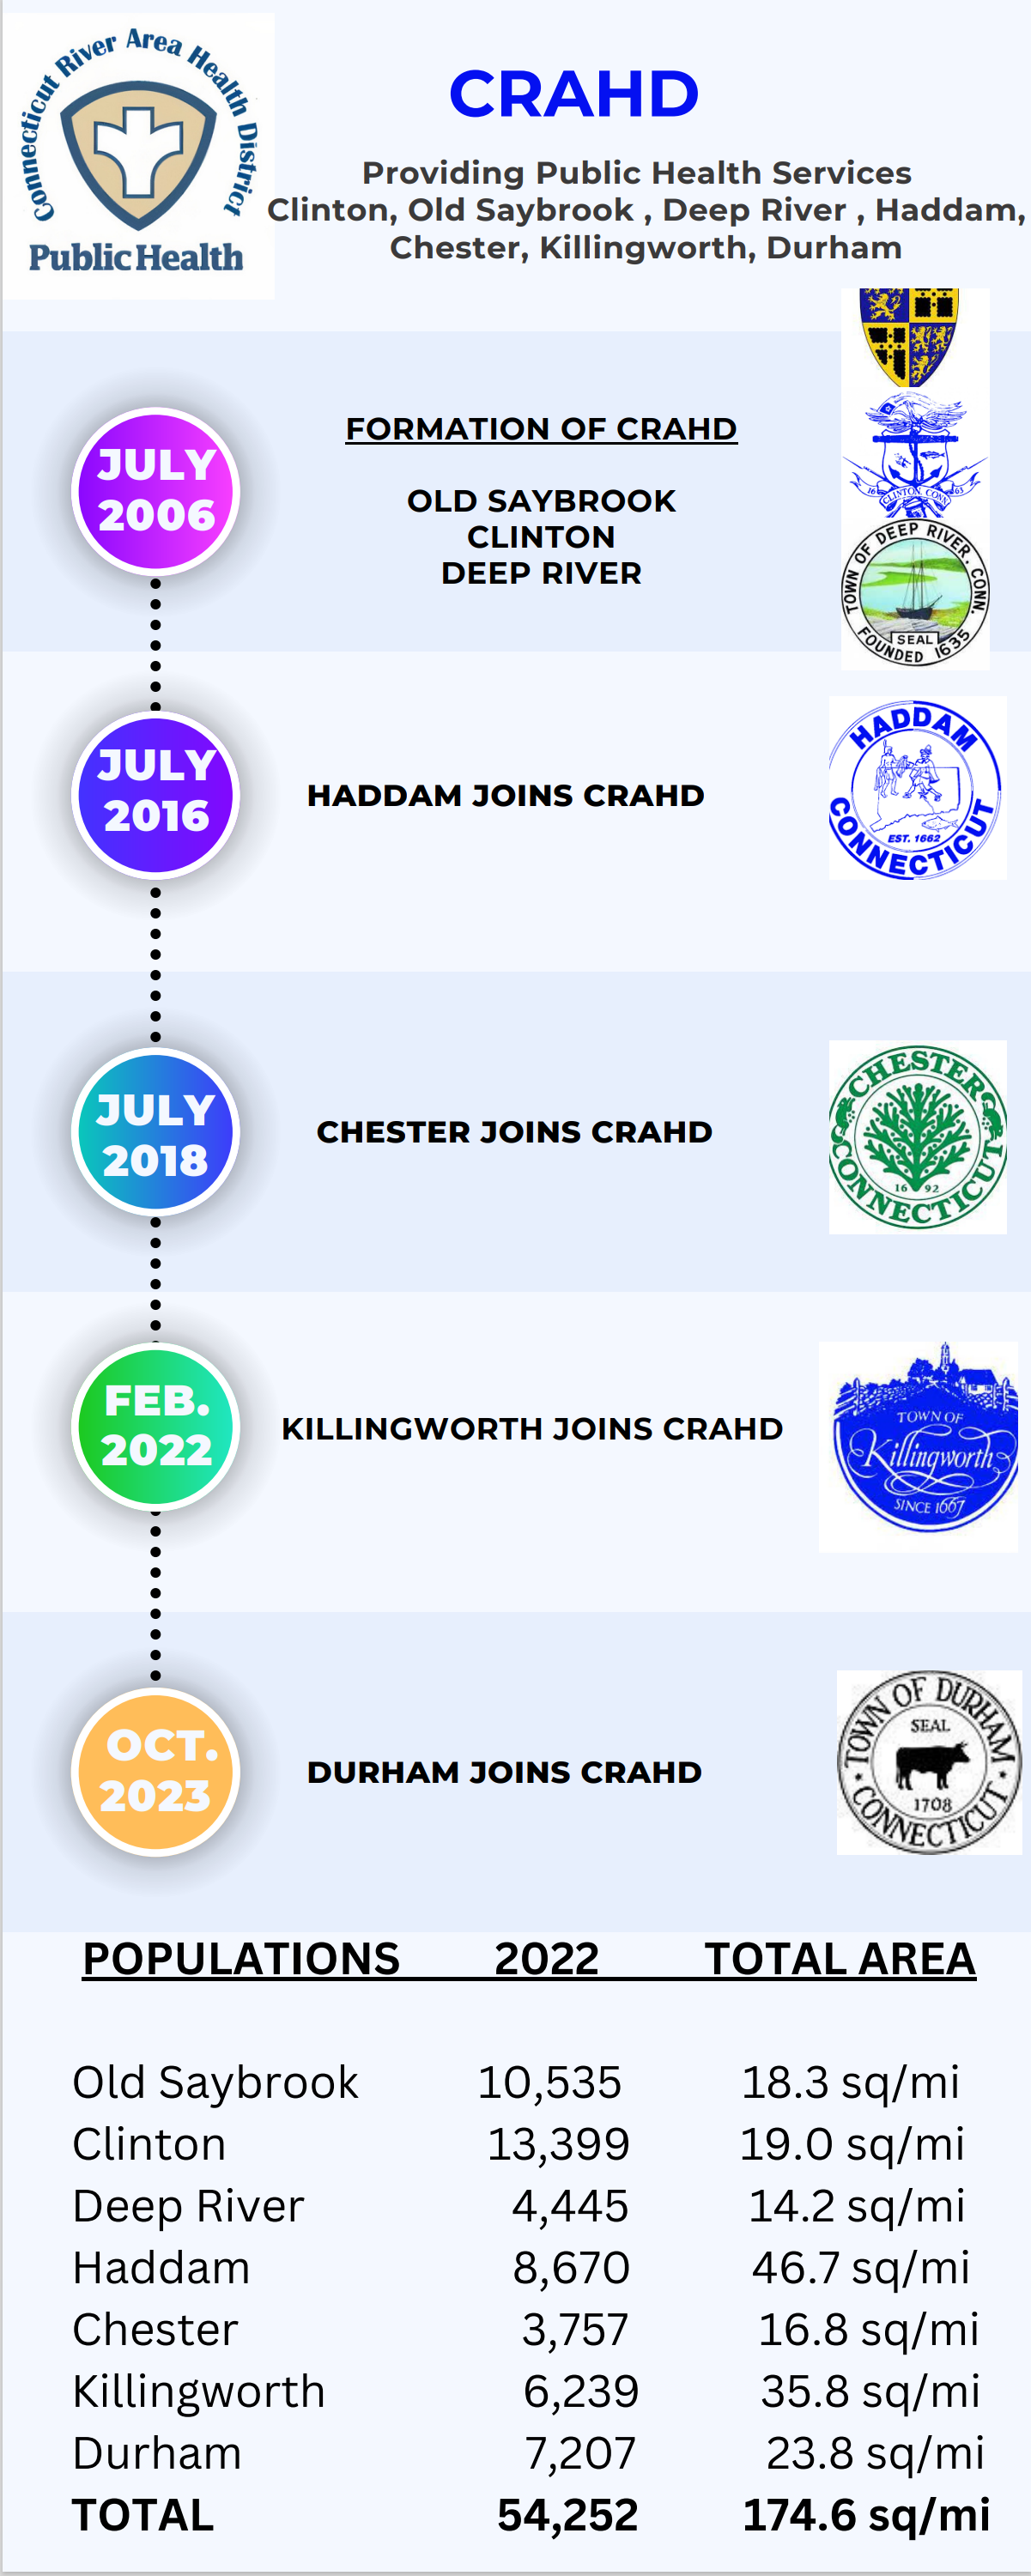 Connecticut River Area Health District
Public Health
CRAHD
Providing Public Health Services
Clinton, Old Saybrook , Deep River , Haddam,
Chester, Killingworth, Durham
JULY
2006
FORMATION OF CRAHD
OLD SAYBROOK
CLINTON
DEEP RIVER
16 CLINTON, CONN. 63
TOWN OF DEEP RIVER. CONN.
SEAL
FOUNDED 1635
JULY
2016
HADDAM JOINS CRAHD
HADDAM
EST. 1662
CONNECTICUT
JULY
2018
CHESTER JOINS CRAHD
CHESTER
16 92
CONNECTICUT
FEB.
2022
KILLINGWORTH JOINS CRAHD
TOWN OF
Killingworth
SINCE 1667
OCT.
2023
DURHAM JOINS CRAHD
TOWN OF DURHAM
SEAL
1708
CONNECTICUT
POPULATIONS 2022 TOTAL AREA
Old Saybrook 10,535 18.3 sq/mi
Clinton 13,399 19.0 sq/mi
Deep River 4,445 14.2 sq/mi
Haddam 8,670 46.7 sq/mi
Chester 3,757 16.8 sq/mi
Killingworth 6,239 35.8 sq/mi
Durham 7,207 23.8 sq/mi
TOTAL 54,252 174.6 sq/mi